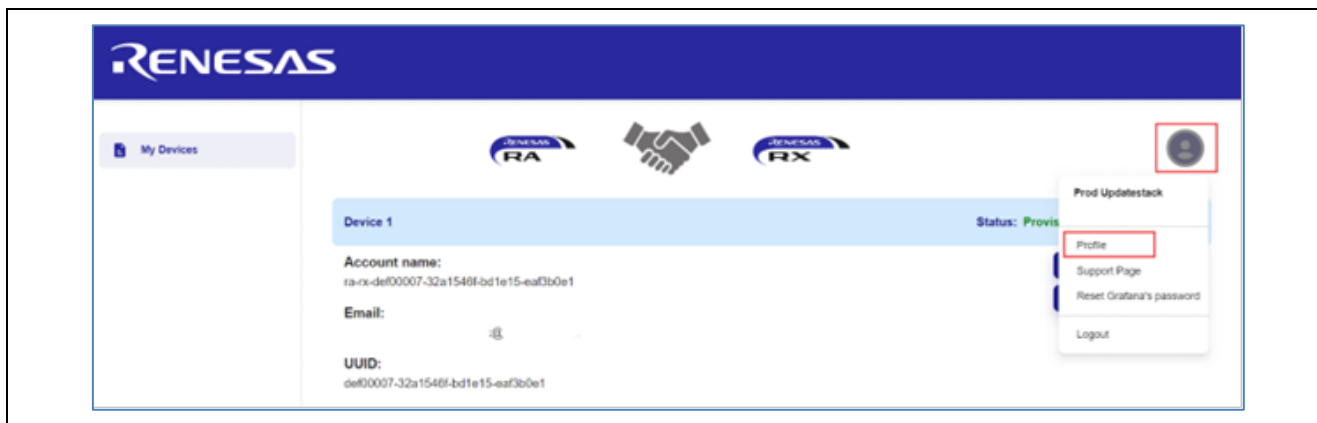 RENESAS
My Devices
RENESAS
RA
RENESAS
RX
Prod Updatestack
Device 1
Status: Provis
Profile
Account name:
ra-rx-def00007-32a1546f-bd1e15-eaf3b0e1
Support Page
Reset Grafana's password
Email:
Logout
UUID:
def00007-32a1546f-bd1e15-eaf3b0e1